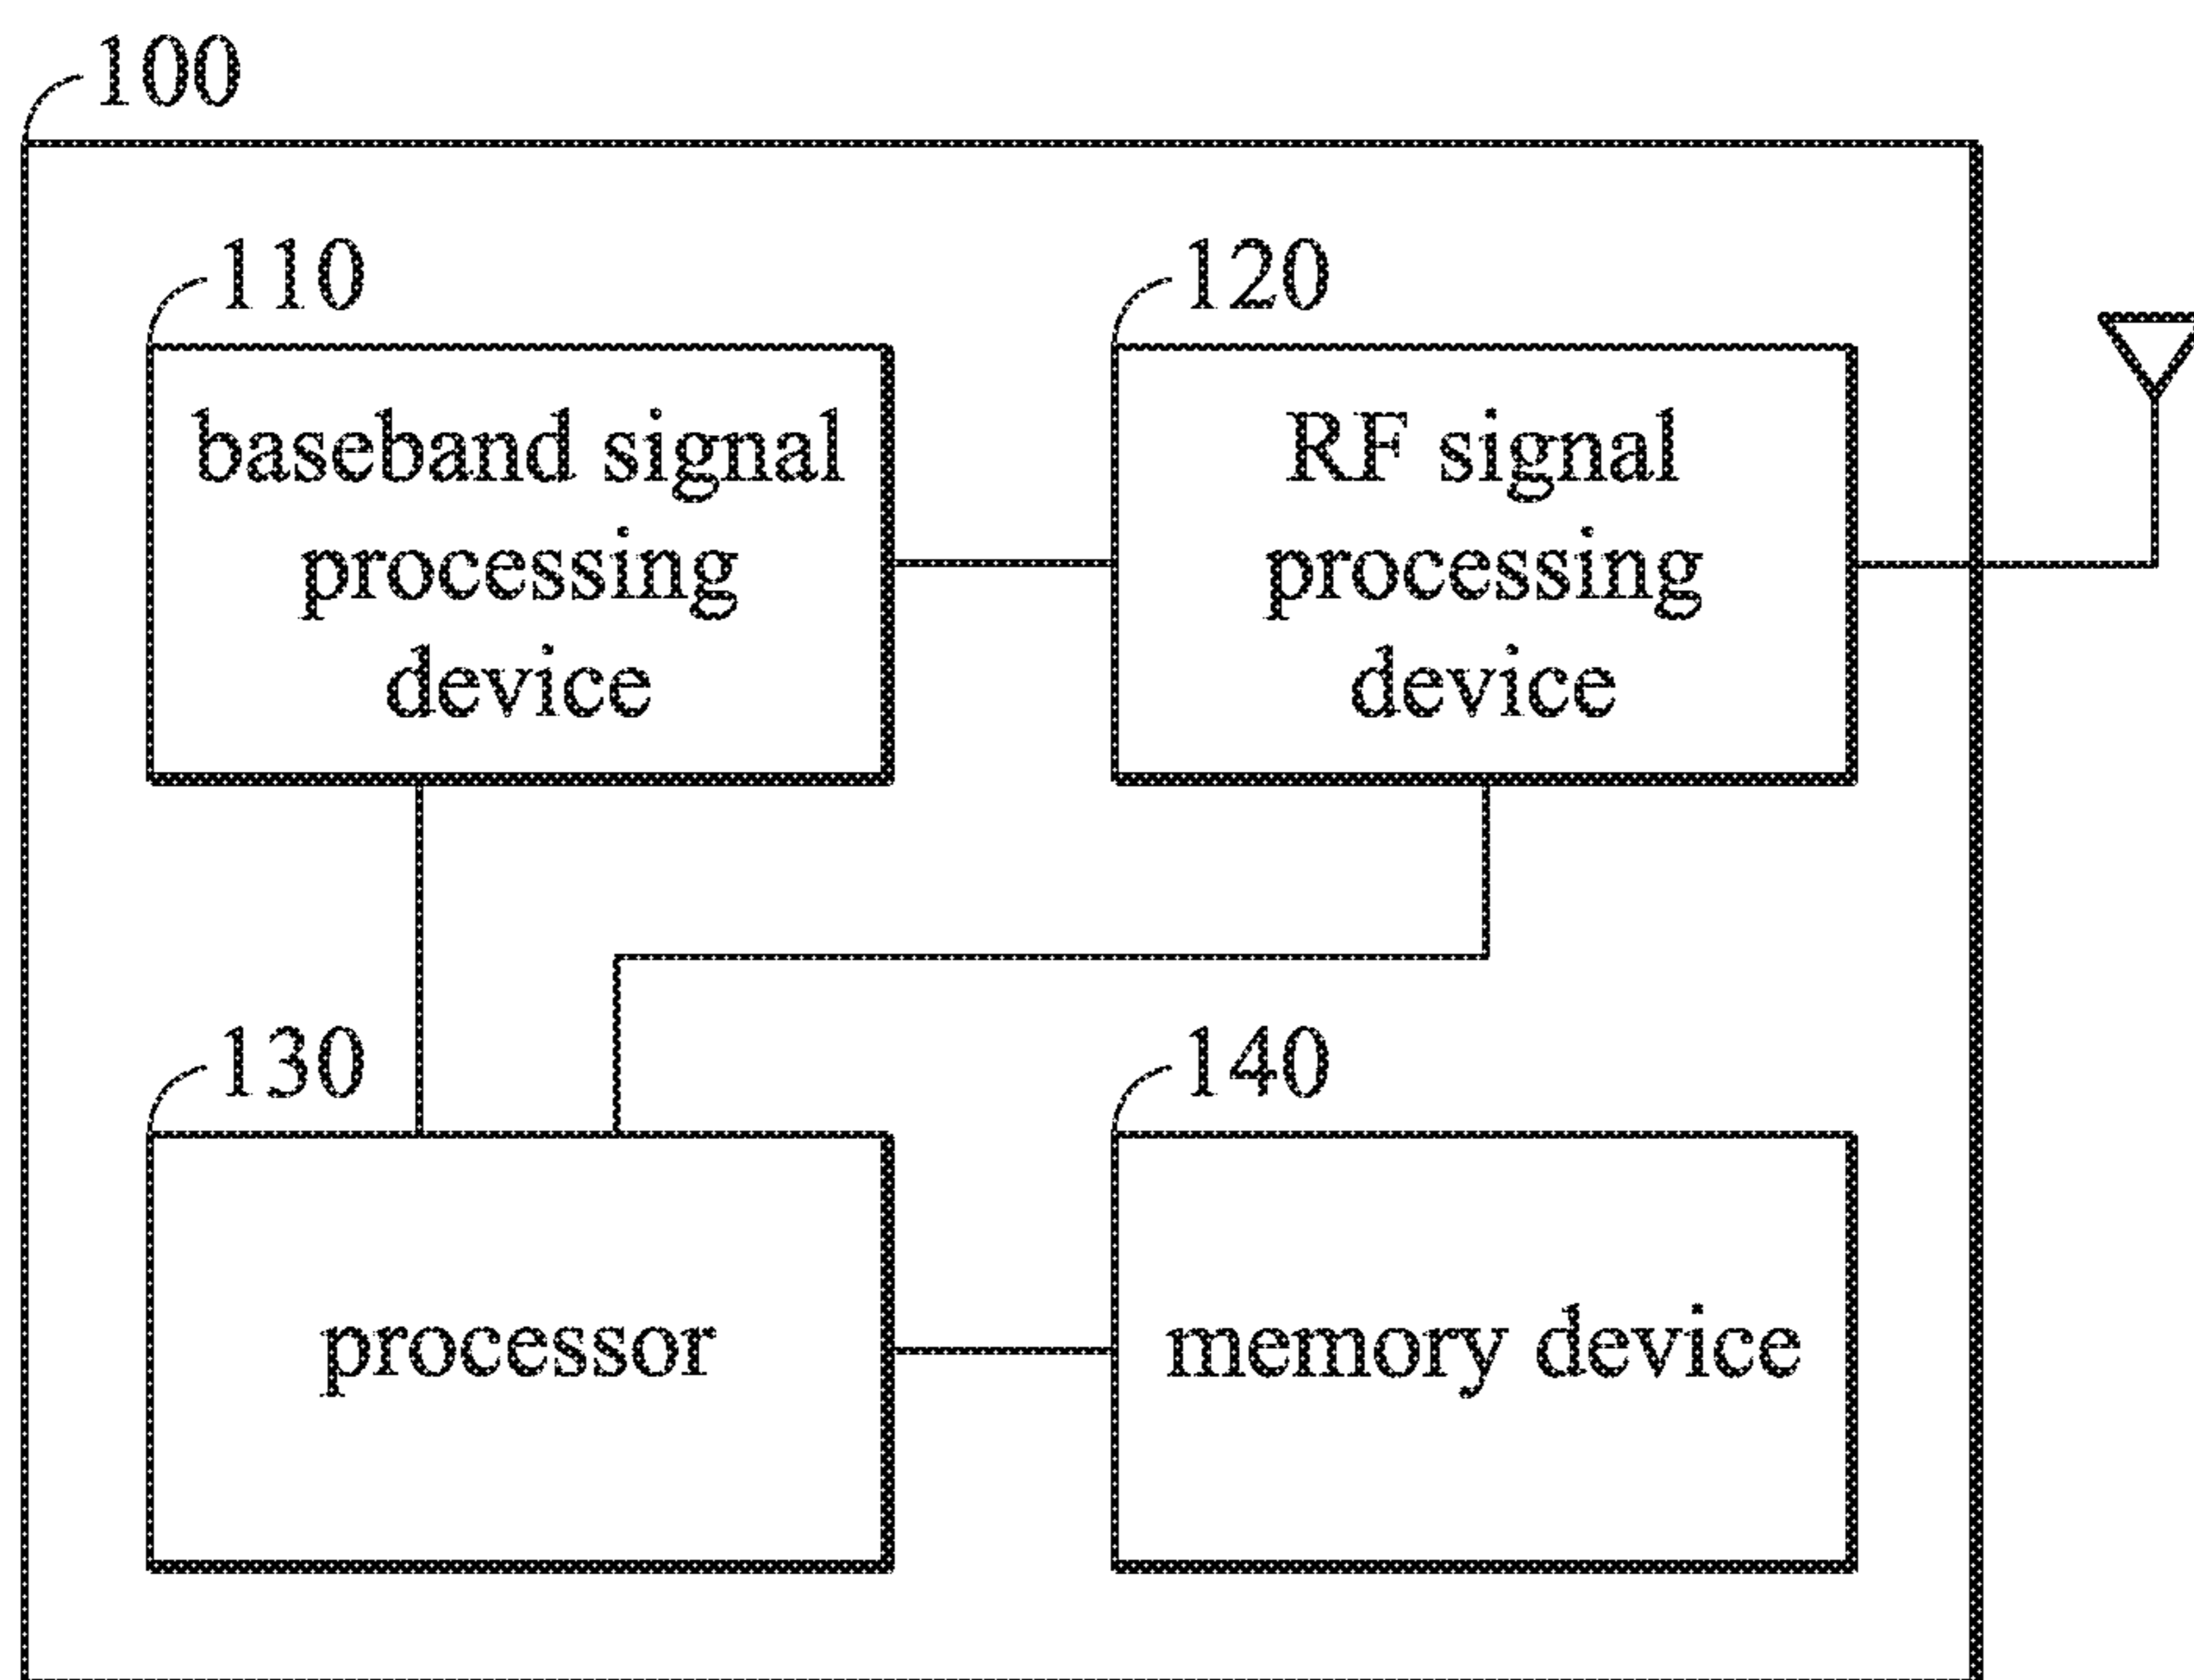 100
110
120
baseband signal
processing
device
RF signal
processing
device
130
140
processor
memory device